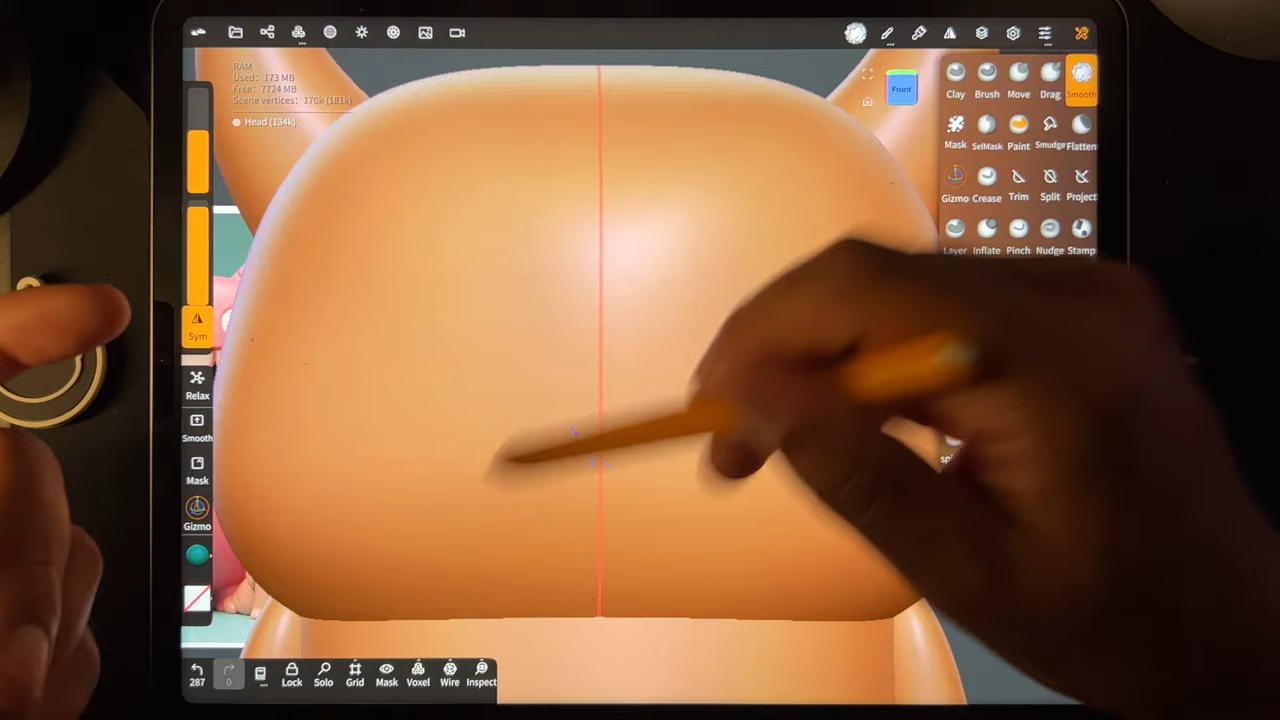 RAM
Used: 173 MB
Free: 7724 MB
Scene vertices: 170k (181k)
Head (134k)
Front
Clay Brush Move Drag Smooth
Mask SelMask Paint Smudge Flatten
Gizmo Crease Trim Split Project
Layer Inflate Pinch Nudge Stamp
Sym
Relax
Smooth
Mask
Gizmo
287 0 Lock Solo Grid Mask Voxel Wire Inspect